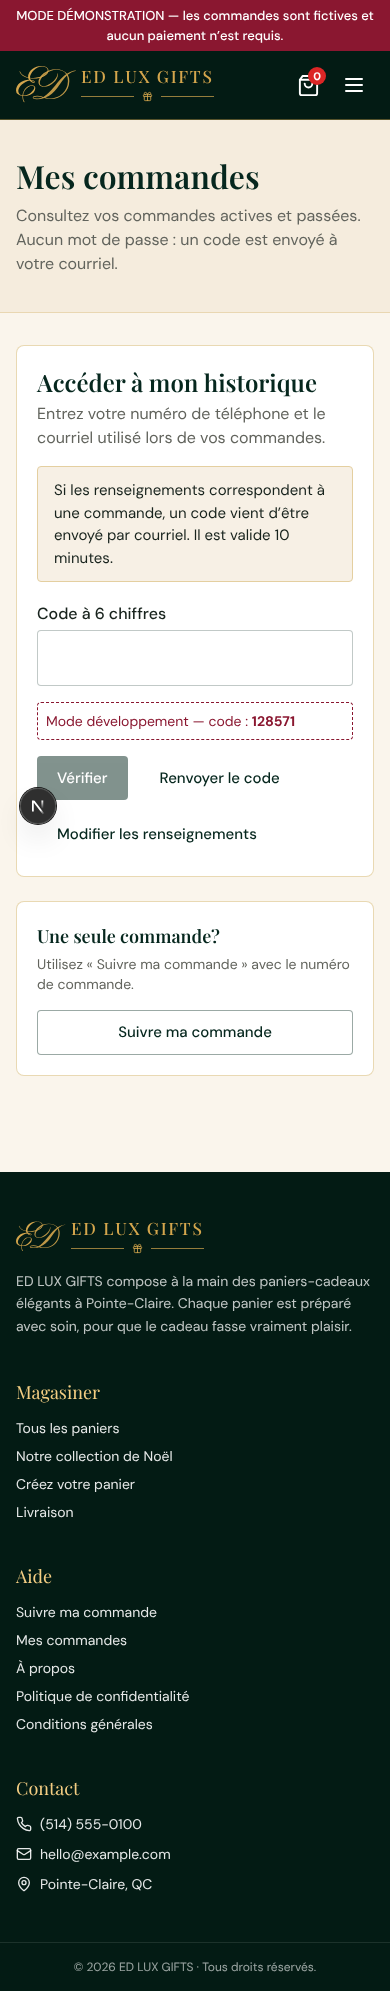 MODE DÉMONSTRATION — les commandes sont fictives et
aucun paiement n’est requis.
ED LUX GIFTS
0
Mes commandes
Consultez vos commandes actives et passées.
Aucun mot de passe : un code est envoyé à
votre courriel.
Accéder à mon historique
Entrez votre numéro de téléphone et le
courriel utilisé lors de vos commandes.
Si les renseignements correspondent à
une commande, un code vient d’être
envoyé par courriel. Il est valide 10
minutes.
Code à 6 chiffres
Mode développement — code : 128571
Vérifier
Renvoyer le code
N
Modifier les renseignements
Une seule commande?
Utilisez « Suivre ma commande » avec le numéro
de commande.
Suivre ma commande
ED LUX GIFTS
ED LUX GIFTS compose à la main des paniers-cadeaux
élégants à Pointe-Claire. Chaque panier est préparé
avec soin, pour que le cadeau fasse vraiment plaisir.
Magasiner
Tous les paniers
Notre collection de Noël
Créez votre panier
Livraison
Aide
Suivre ma commande
Mes commandes
À propos
Politique de confidentialité
Conditions générales
Contact
(514) 555-0100
hello@example.com
Pointe-Claire, QC
© 2026 ED LUX GIFTS · Tous droits réservés.